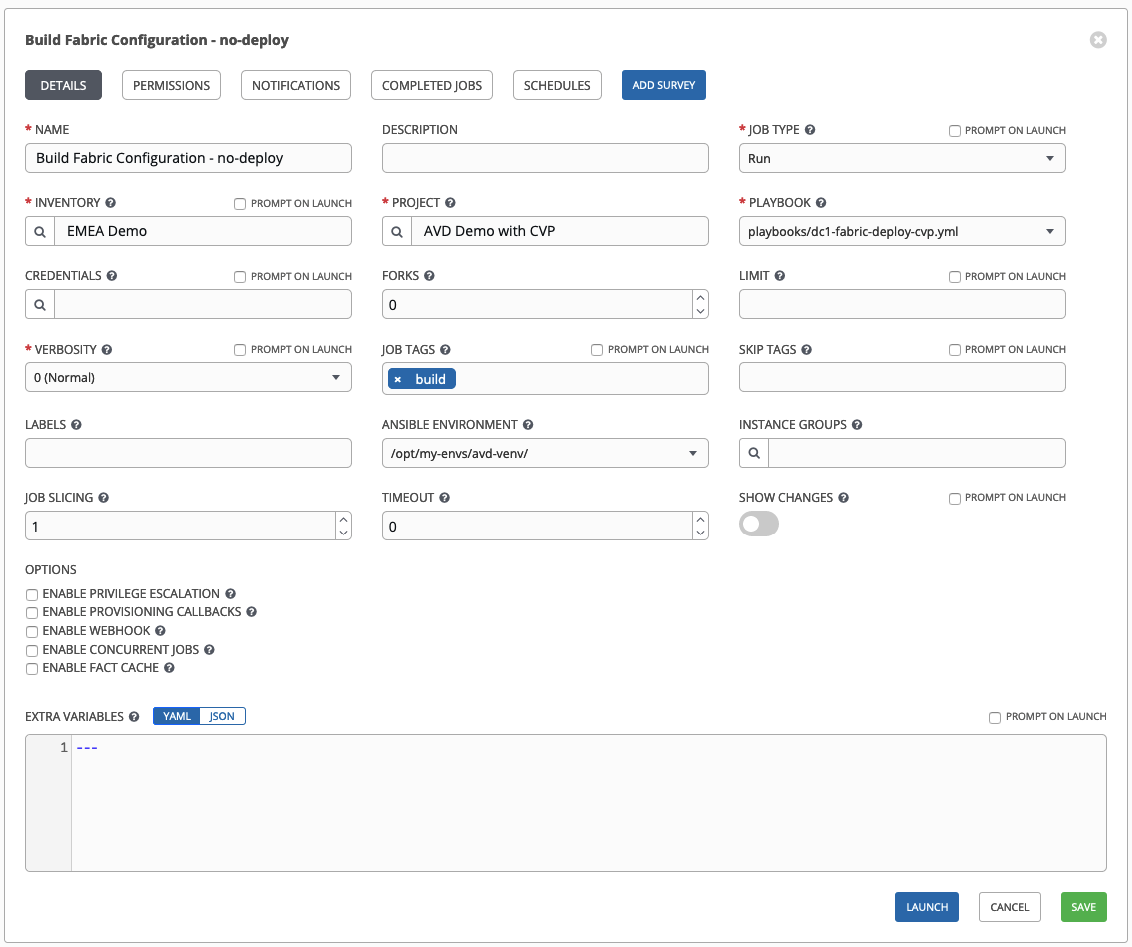 Build Fabric Configuration - no-deploy
DETAILS PERMISSIONS NOTIFICATIONS COMPLETED JOBS SCHEDULES ADD SURVEY
* NAME DESCRIPTION * JOB TYPE ? PROMPT ON LAUNCH
Build Fabric Configuration - no-deploy Run
* INVENTORY ? PROMPT ON LAUNCH * PROJECT ? * PLAYBOOK ?
EMEA Demo AVD Demo with CVP playbooks/dc1-fabric-deploy-cvp.yml
CREDENTIALS ? PROMPT ON LAUNCH FORKS ? LIMIT ? PROMPT ON LAUNCH
0
* VERBOSITY ? PROMPT ON LAUNCH JOB TAGS ? PROMPT ON LAUNCH SKIP TAGS ? PROMPT ON LAUNCH
0 (Normal) × build
LABELS ? ANSIBLE ENVIRONMENT ? INSTANCE GROUPS ?
/opt/my-envs/avd-venv/
JOB SLICING ? TIMEOUT ? SHOW CHANGES ? PROMPT ON LAUNCH
1 0
OPTIONS
ENABLE PRIVILEGE ESCALATION ?
ENABLE PROVISIONING CALLBACKS ?
ENABLE WEBHOOK ?
ENABLE CONCURRENT JOBS ?
ENABLE FACT CACHE ?
EXTRA VARIABLES ? YAML JSON PROMPT ON LAUNCH
1 ---
LAUNCH CANCEL SAVE